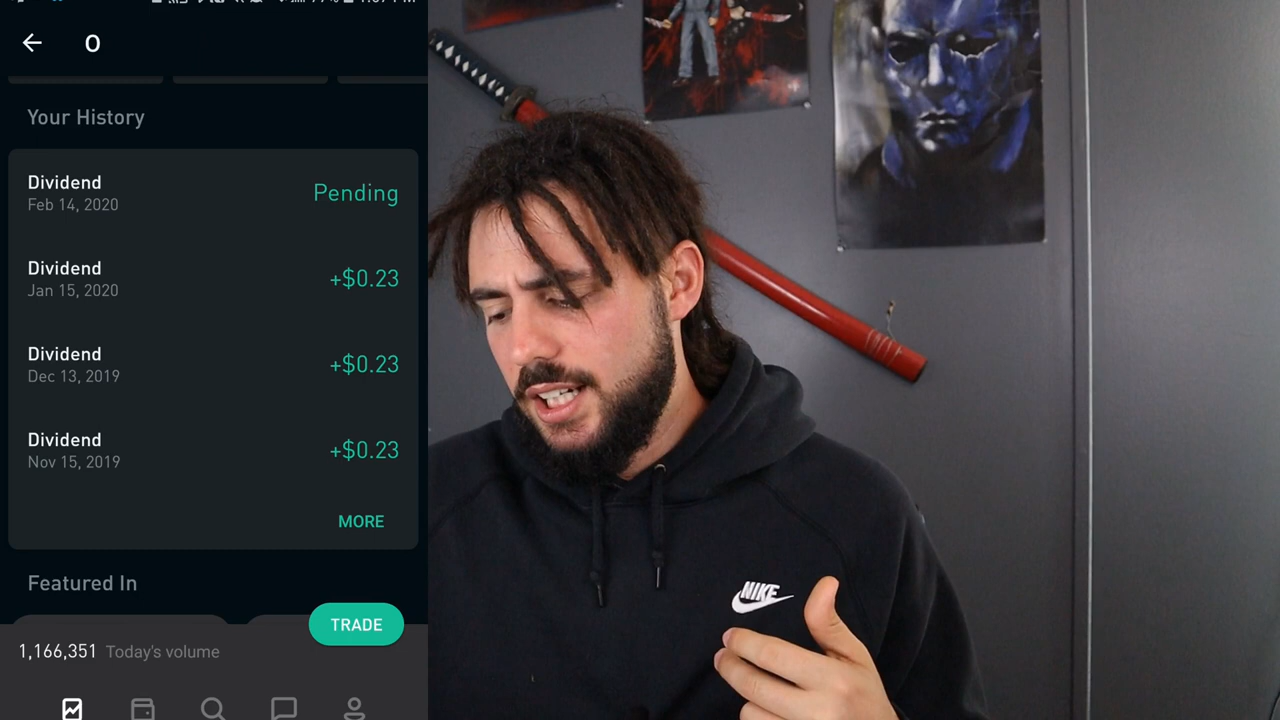 O
Your History
Dividend
Pending
Feb 14, 2020
Dividend
+$0.23
Jan 15, 2020
Dividend
+$0.23
Dec 13, 2019
Dividend
+$0.23
Nov 15, 2019
MORE
Featured In
TRADE
1,166,351 Today's volume
NIKE